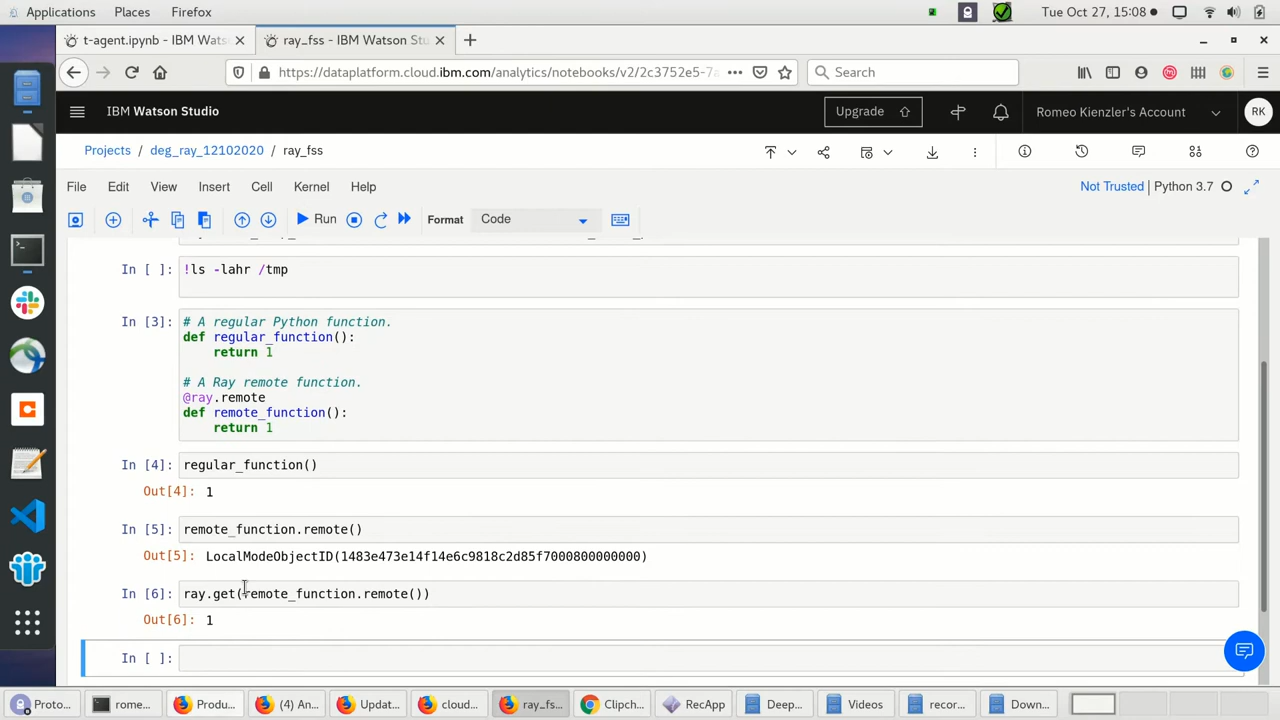 Applications Places Firefox Tue Oct 27, 15:08
t-agent.ipynb - IBM Wats ray_fss - IBM Watson Stu
https://dataplatform.cloud.ibm.com/analytics/notebooks/v2/2c3752e5-7a Search
IBM Watson Studio Upgrade Romeo Kienzler's Account RK
Projects / deg_ray_12102020 / ray_fss
File Edit View Insert Cell Kernel Help Not Trusted | Python 3.7
Run Format Code
In [ ]: !ls -lahr /tmp
In [3]: # A regular Python function.
def regular_function():
return 1
# A Ray remote function.
@ray.remote
def remote_function():
return 1
In [4]: regular_function()
Out[4]: 1
In [5]: remote_function.remote()
Out[5]: LocalModeObjectID(1483e473e14f14e6c9818c2d85f7000800000000)
In [6]: ray.get(remote_function.remote())
Out[6]: 1
In [ ]:
Proto... rome... Produ... (4) An... Updat... cloud... ray_fs... Clipch... RecApp Deep... Videos recor... Down...